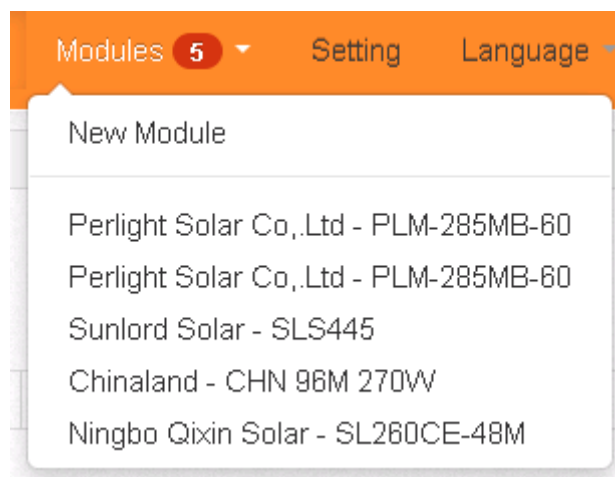 Modules 5 Setting Language
New Module
Perlight Solar Co,.Ltd - PLM-285MB-60
Perlight Solar Co,.Ltd - PLM-285MB-60
Sunlord Solar - SLS445
Chinaland - CHN 96M 270W
Ningbo Qixin Solar - SL260CE-48M